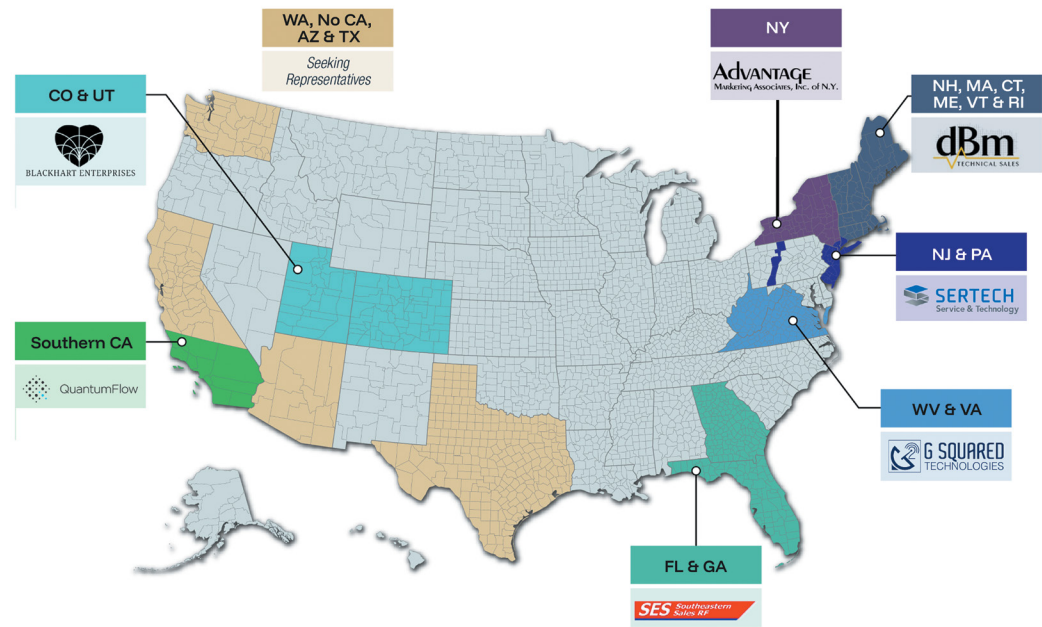 WA, No CA,
AZ & TX
Seeking
Representatives
NY
ADVANTAGE
MARKETING ASSOCIATES, INC. OF N.Y.
CO & UT
BLACKHART ENTERPRISES
NH, MA, CT,
ME, VT & RI
dBm
TECHNICAL SALES
NJ & PA
SERTECH
Service & Technology
Southern CA
QuantumFlow
WV & VA
G2
G SQUARED
TECHNOLOGIES
FL & GA
SES Southeastern
Sales RF